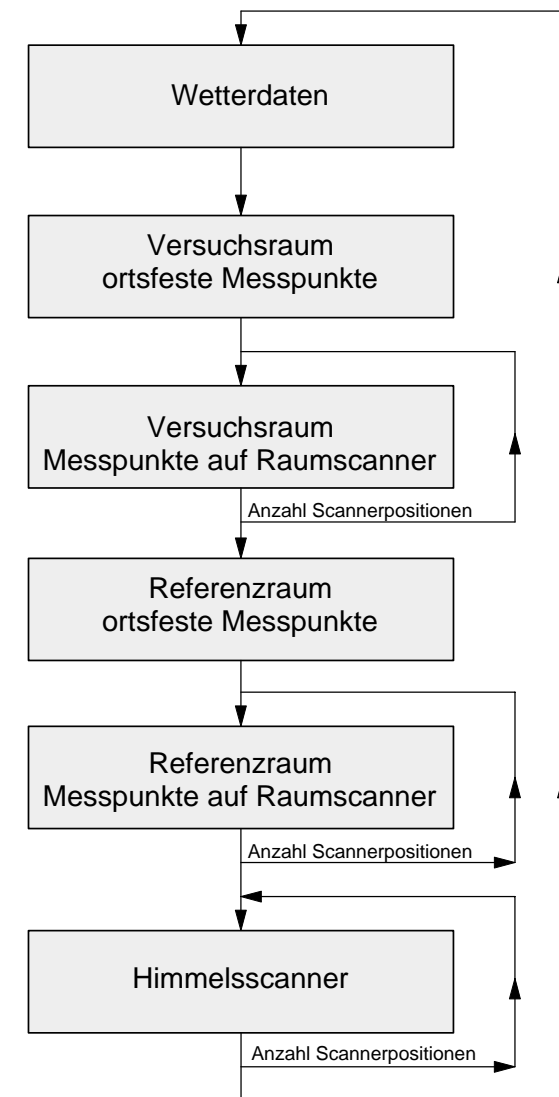 Wetterdaten
Versuchsraum
ortsfeste Messpunkte
Versuchsraum
Messpunkte auf Raumscanner
Anzahl Scannerpositionen
Referenzraum
ortsfeste Messpunkte
Referenzraum
Messpunkte auf Raumscanner
Anzahl Scannerpositionen
Himmelsscanner
Anzahl Scannerpositionen